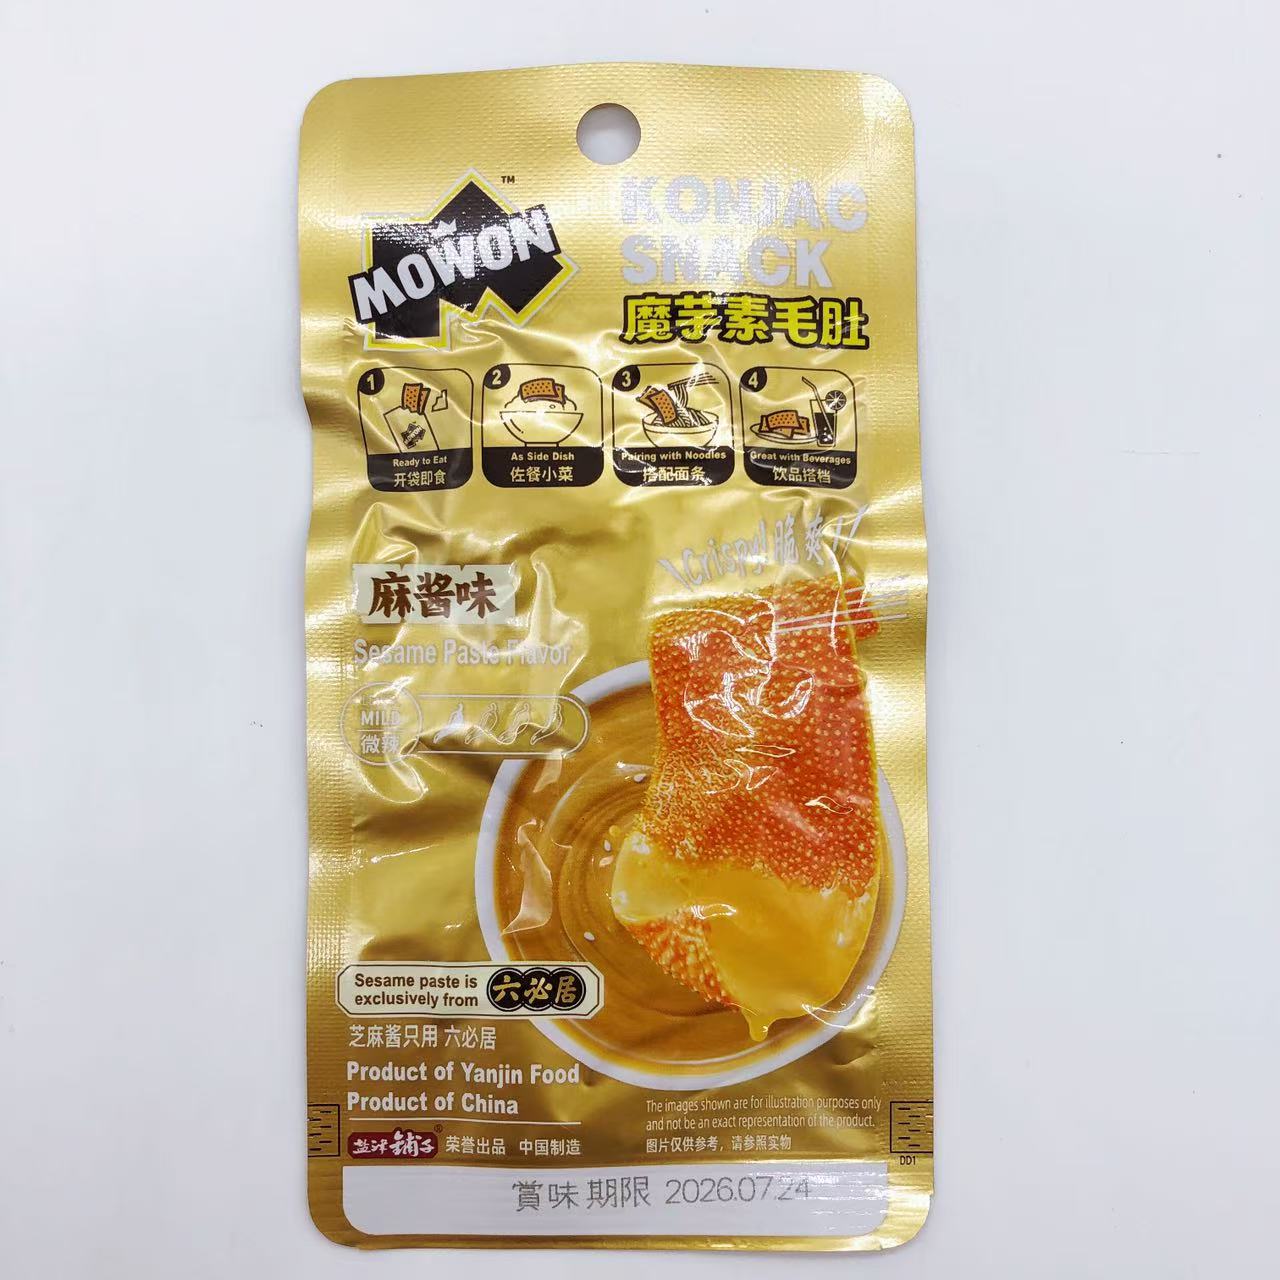 MOWON™
KONJAC
SNACK
魔芋素毛肚
1
Ready to Eat
开袋即食
2
As Side Dish
佐餐小菜
3
Pairing with Noodles
搭配面条
4
Great with Beverages
饮品搭档
\Crispy!脆爽!/
麻酱味
Sesame Paste Flavor
MILD
微辣
Sesame paste is
exclusively from 六必居
芝麻酱只用 六必居
Product of Yanjin Food
Product of China
盐津铺子® 荣誉出品 中国制造
The images shown are for illustration purposes only
and not be an exact representation of the product.
图片仅供参考，请参照实物
DD1
賞味期限 2026.07.24